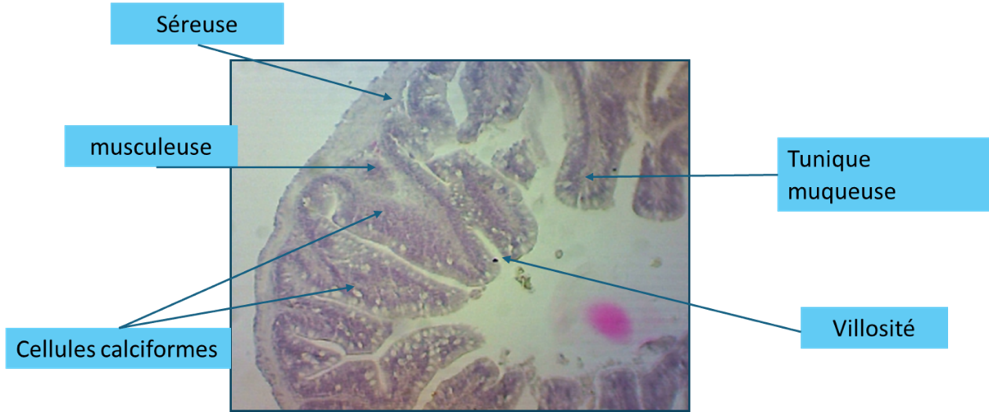 Séreuse
musculeuse
Tunique
muqueuse
Villosité
Cellules calciformes